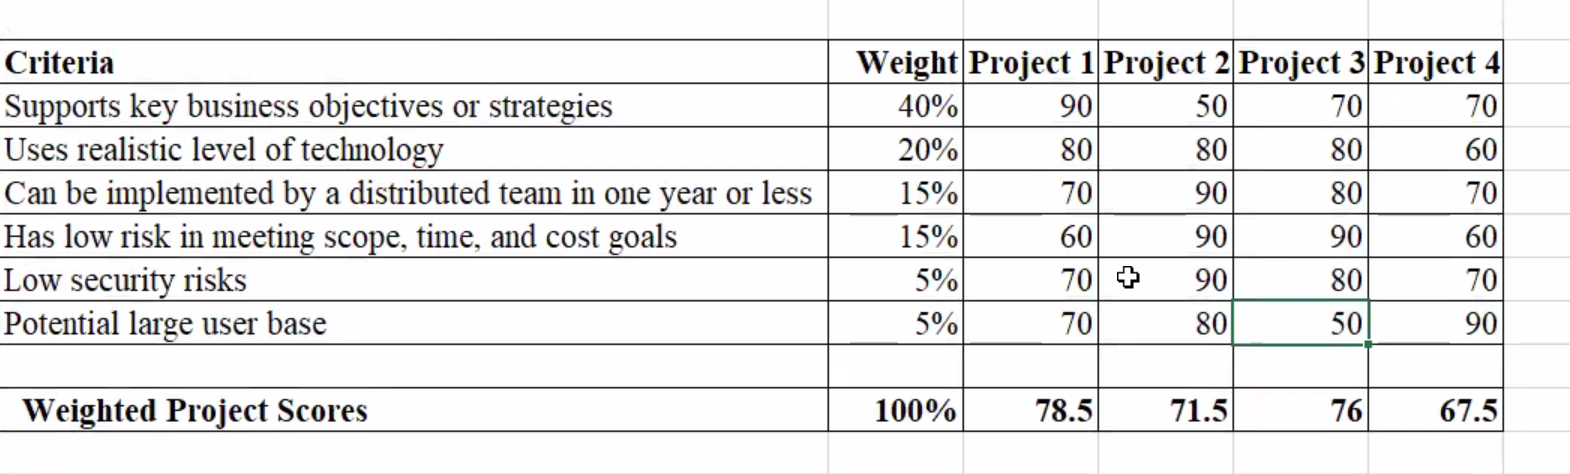 Criteria Weight Project 1 Project 2 Project 3 Project 4
Supports key business objectives or strategies 40% 90 50 70 70
Uses realistic level of technology 20% 80 80 80 60
Can be implemented by a distributed team in one year or less 15% 70 90 80 70
Has low risk in meeting scope, time, and cost goals 15% 60 90 90 60
Low security risks 5% 70 90 80 70
Potential large user base 5% 70 80 50 90
Weighted Project Scores 100% 78.5 71.5 76 67.5